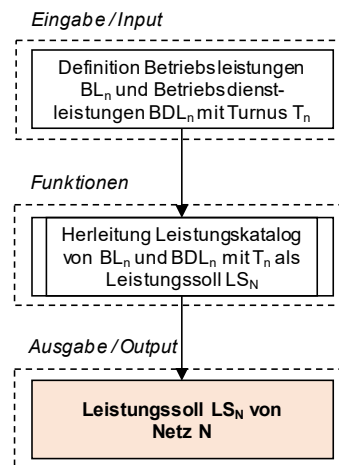 Eingabe/Input
Definition Betriebsleistungen
BLn und Betriebsdienst-
leistungen BDLn mit Turnus Tn
Funktionen
Herleitung Leistungskatalog
von BLn und BDLn mit Tn als
Leistungssoll LSN
Ausgabe/Output
Leistungssoll LSN von
Netz N